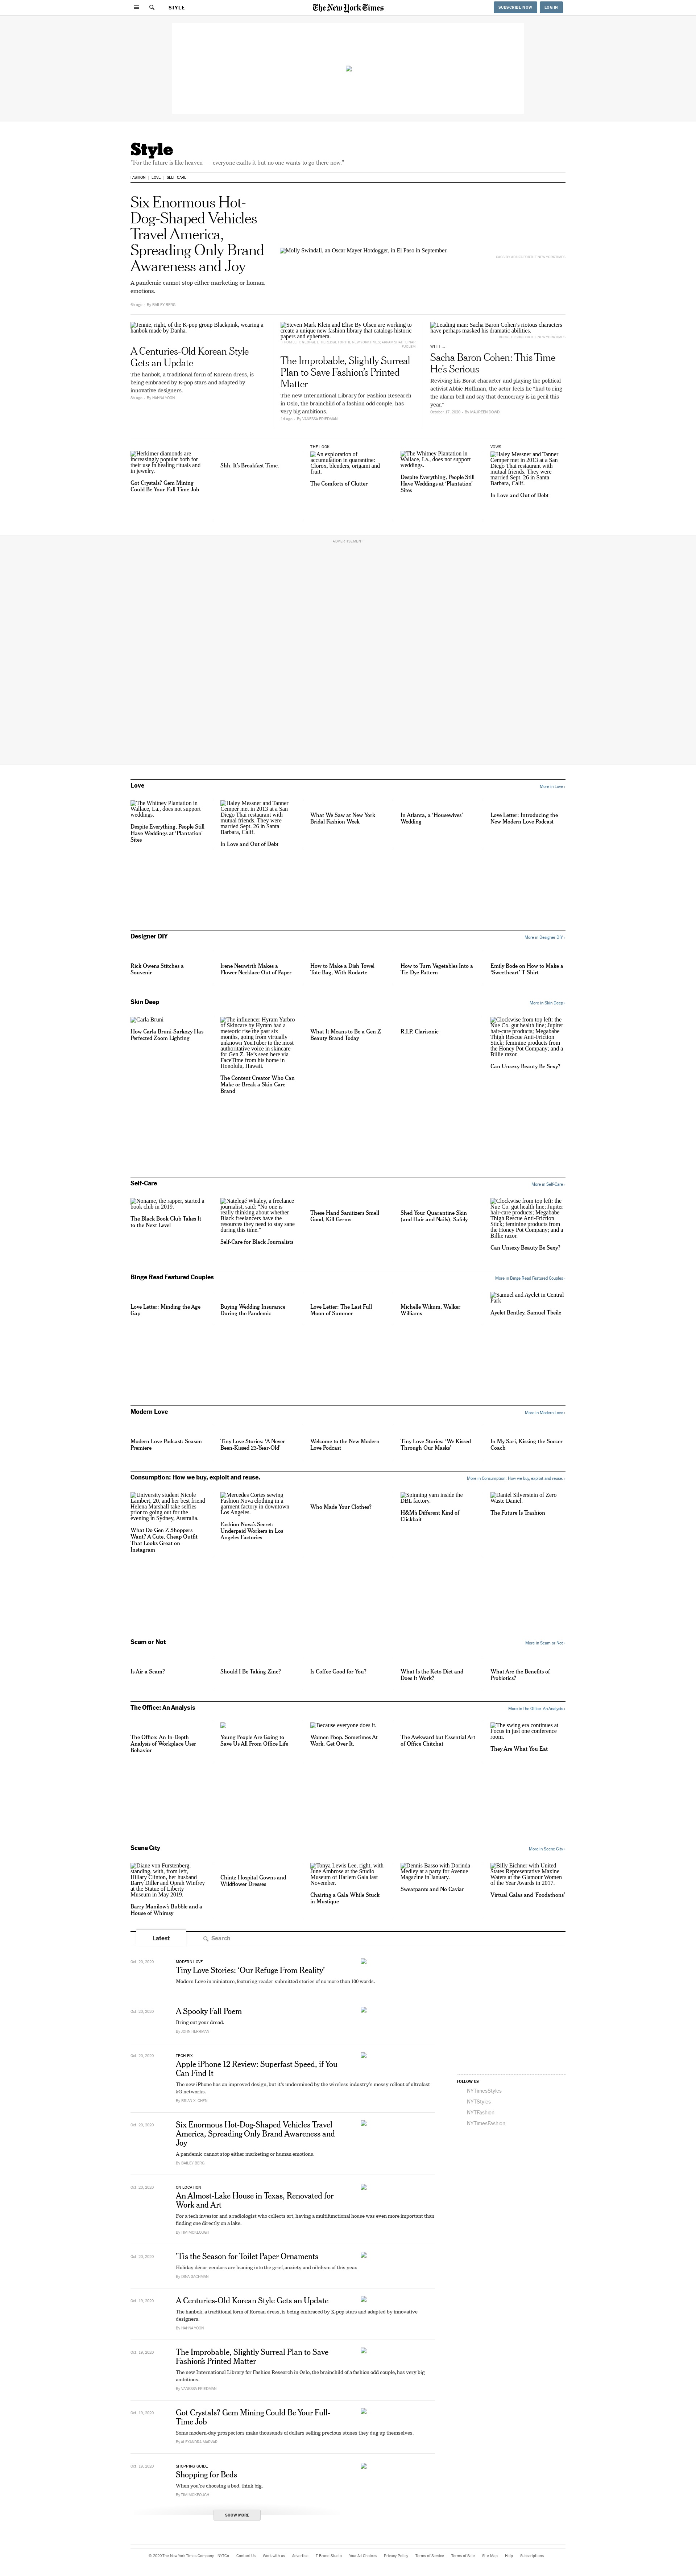 STYLE
The New York Times
SUBSCRIBE NOW
LOG IN
Style
"For the future is like heaven — everyone exalts it but no one wants to go there now."
FASHION
LOVE
SELF-CARE
Six Enormous Hot-
Dog-Shaped Vehicles
Travel America,
Spreading Only Brand
Awareness and Joy
A pandemic cannot stop either metaphor or human
emotions.
By BAILEY BERG
Molly Swindall, an Oscar Mayer Hotdogger, in El Paso in September.
Jennie, right, of the K-pop group Blackpink, wearing a
hanbok made by Danha.
A Centuries-Old Korean Style
Gets an Update
The hanbok, a traditional form of Korean dress, is
being embraced by K-pop stars and adapted by
innovative designers.
Steven Mark Klein and Elise By Olsen are working to
create a unique new fashion library that catalogs historic
papers and ephemera.
The Improbable, Slightly Surreal
Plan to Save Fashion's Printed
Matter
The new International Library for Fashion Research
in Oslo, the brainchild of a fashion odd couple, has
very big ambitions.
By VANESSA FRIEDMAN
Leading man: Sacha Baron Cohen's riotous characters
have perhaps masked his dramatic abilities.
WITH ...
Sacha Baron Cohen: This Time
He's Serious
Reviving his Borat character and playing the political
activist Abbie Hoffman, the actor feels he "had to ring
the alarm bell and say that democracy is in peril this
year."
October 17, 2020 - By MAUREEN DOWD
Herkimer diamonds are
increasingly popular both for
their use in healing rituals and
in jewelry.
Got Crystals? Gem Mining
Could Be Your Full-Time Job
Shh. It's Breakfast Time.
THE LOOK
An exploration of
accumulation in quarantine:
Clorox, blenders, origami and
fruit.
The Comforts of Clutter
The Whitney Plantation in
Wallace, La., does not support
weddings.
Despite Everything, People Still
Have Weddings at 'Plantation'
Sites
VOWS
Haley Messner and Tanner
Camper met in 2013 at a San
Diego Thai restaurant with
mutual friends. They were
married Sept. 26 in Santa
Barbara, Calif.
In Love and Out of Debt
ADVERTISEMENT
Love
More in Love ›
The Whitney Plantation in
Wallace, La., does not support
weddings.
Despite Everything, People Still
Have Weddings at 'Plantation'
Sites
Haley Messner and Tanner
Camper met in 2013 at a San
Diego Thai restaurant with
mutual friends. They were
married Sept. 26 in Santa
Barbara, Calif.
In Love and Out of Debt
What We Saw at New York
Bridal Fashion Week
In Atlanta, a 'Housewives'
Wedding
Love Letter: Introducing the
New Modern Love Podcast
Designer DIY
More in Designer DIY ›
Rick Owens Stitches a
Souvenir
Irene Neuwirth Makes a
Flower Necklace Out of Paper
How to Make a Dish Towel
Tote Bag, With Rodarte
How to Turn Vegetables Into a
Tie-Dye Pattern
Emily Bode on How to Make a
'Sweetheart' T-Shirt
Skin Deep
More in Skin Deep ›
Carla Bruni
How Carla Bruni-Sarkozy Has
Perfected Zoom Lighting
The influencer Hyram Yarbro
of Skincare by Hyram had a
meteoric rise the past six
months, going from virtually
unknown YouTuber to the most
authoritative voice in skincare
for Gen Z. He's seen here via
FaceTime from his home in
Honolulu, Hawaii.
The Content Creator Who Can
Make or Break a Skin Care
Brand
What It Means to Be a Gen Z
Beauty Brand Today
R.I.P. Clarisonic
Clockwise from top left: the
Nue Co. gut health line; Jupiter
hair-care products; Megababe
Thigh Rescue Anti-Friction
Stick; feminine products from
the Honey Pot Company; and a
Billie razor.
Can Unsexy Beauty Be Sexy?
Self-Care
More in Self-Care ›
Noname, the rapper, started a
book club in 2019.
The Black Book Club Takes It
to the Next Level
Natelegé Whaley, a freelance
journalist, said: "No one is
really thinking about whether
Black freelancers have the
resources they need to stay sane
during this time."
Self-Care for Black Journalists
These Hand Sanitizers Smell
Good, Kill Germs
Shed Your Quarantine Skin
(and Hair and Nails), Safely
Clockwise from top left: the
Nue Co. gut health line; Jupiter
hair-care products; Megababe
Thigh Rescue Anti-Friction
Stick; feminine products from
the Honey Pot Company; and a
Billie razor.
Can Unsexy Beauty Be Sexy?
Binge Read Featured Couples
More in Binge Read Featured Couples ›
Love Letter: Minding the Age
Gap
Buying Wedding Insurance
During the Pandemic
Love Letter: The Last Full
Moon of Summer
Michelle Wikum, Walker
Williams
Samuel and Ayelet in Central
Park
Ayelet Bentley, Samuel Theile
Modern Love
More in Modern Love ›
Modern Love Podcast: Season
Premiere
Tiny Love Stories: 'A Never-
Been-Kissed 23-Year-Old'
Welcome to the New Modern
Love Podcast
Tiny Love Stories: 'We Kissed
Through Our Masks'
In My Sari, Kissing the Soccer
Coach
Consumption: How we buy, exploit and reuse.
More in Consumption: How we buy, exploit and reuse. ›
University student Nicole
Lambert, 20, and her best friend
Helena Marshall take selfies
prior to going out for the
evening in Sydney, Australia.
What Do Gen Z Shoppers
Want? A Cute, Cheap Outfit
That Looks Great on
Instagram
Mercedes Cortes sewing
Fashion Nova clothing in a
garment factory in downtown
Los Angeles.
Fashion Nova's Secret:
Underpaid Workers in Los
Angeles Factories
Who Made Your Clothes?
Spinning yarn inside the
DBL factory.
H&M's Different Kind of
Clickbait
Daniel Silverstein of Zero
Waste Daniel.
The Future Is Trashion
Scam or Not
More in Scam or Not ›
Is Air a Scam?
Should I Be Taking Zinc?
Is Coffee Good for You?
What Is the Keto Diet and
Does It Work?
What Are the Benefits of
Probiotics?
The Office: An Analysis
More in The Office: An Analysis ›
The Office: An In-Depth
Analysis of Workplace User
Behavior
Young People Are Going to
Save Us All From Office Life
Because everyone does it.
Women Poop. Sometimes At
Work. Get Over It.
The Awkward but Essential Art
of Office Chitchat
The swing era continues at
Focus in just one conference
room.
They Are What You Eat
Scene City
More in Scene City ›
Diane von Furstenberg,
standing, with, from left,
Hillary Clinton, her husband
Barry Diller and Oprah Winfrey
at the Statue of Liberty
Museum in May 2019.
Barry Manilow's Bubble and a
House of Whimsy
Chintz Hospital Gowns and
Wildflower Dresses
Tonya Lewis Lee, right, with
June Ambrose at the Studio
Museum of Harlem Gala last
November.
Chairing a Gala While Stuck
in Mustique
Dennis Basso with Dorinda
Medley at a party for Avenue
Magazine in January.
Sweatpants and No Caviar
Billy Eichner with United
States Representative Maxine
Waters at the Glamour Women
of the Year Awards in 2017.
Virtual Galas and 'Foodathons'
Latest
Search
Oct. 20, 2020
MODERN LOVE
Tiny Love Stories: 'Our Refuge From Reality'
Modern Love in miniature, featuring reader-submitted stories of no more than 100 words.
Oct. 20, 2020
A Spooky Fall Poem
Bring out your dread.
By JOHN HERRMAN
Oct. 20, 2020
TECH FIX
Apple iPhone 12 Review: Superfast Speed, if You
Can Find It
The new iPhone has an improved design, but it's undermined by the wireless industry's messy rollout of ultrafast
5G networks.
By BRIAN X. CHEN
Oct. 20, 2020
Six Enormous Hot-Dog-Shaped Vehicles Travel
America, Spreading Only Brand Awareness and
Joy
A pandemic cannot stop either metaphor or human emotions.
By BAILEY BERG
Oct. 20, 2020
ON LOCATION
An Almost-Lake House in Texas, Renovated for
Work and Art
For a tech investor and a radiologist who collects art, having a multifunctional house was even more important than
finding one directly on a lake.
By TIM MCKEOUGH
Oct. 20, 2020
'Tis the Season for Toilet Paper Ornaments
Holiday décor vendors are leaning into the grief, anxiety and nihilism of this year.
Oct. 19, 2020
A Centuries-Old Korean Style Gets an Update
The hanbok, a traditional form of Korean dress, is being embraced by K-pop stars and adapted by innovative
designers.
Oct. 19, 2020
The Improbable, Slightly Surreal Plan to Save
Fashion's Printed Matter
The new International Library for Fashion Research in Oslo, the brainchild of a fashion odd couple, has very big
ambitions.
By VANESSA FRIEDMAN
Oct. 19, 2020
Got Crystals? Gem Mining Could Be Your Full-
Time Job
Some modern-day prospectors make thousands of dollars selling precious stones they dug up themselves.
By ALEXANDRA MARVAR
Oct. 19, 2020
SHOPPING GUIDE
Shopping for Beds
When you're choosing a bed, think big.
By TIM MCKEOUGH
SHOW MORE
FOLLOW US
NYTimesStyles
NYTStyles
NYTFashion
NYTimesFashion
© 2020 The New York Times Company
NYTCo
Contact Us
Work with us
Advertise
T Brand Studio
Your Ad Choices
Privacy Policy
Terms of Service
Terms of Sale
Site Map
Help
Subscriptions